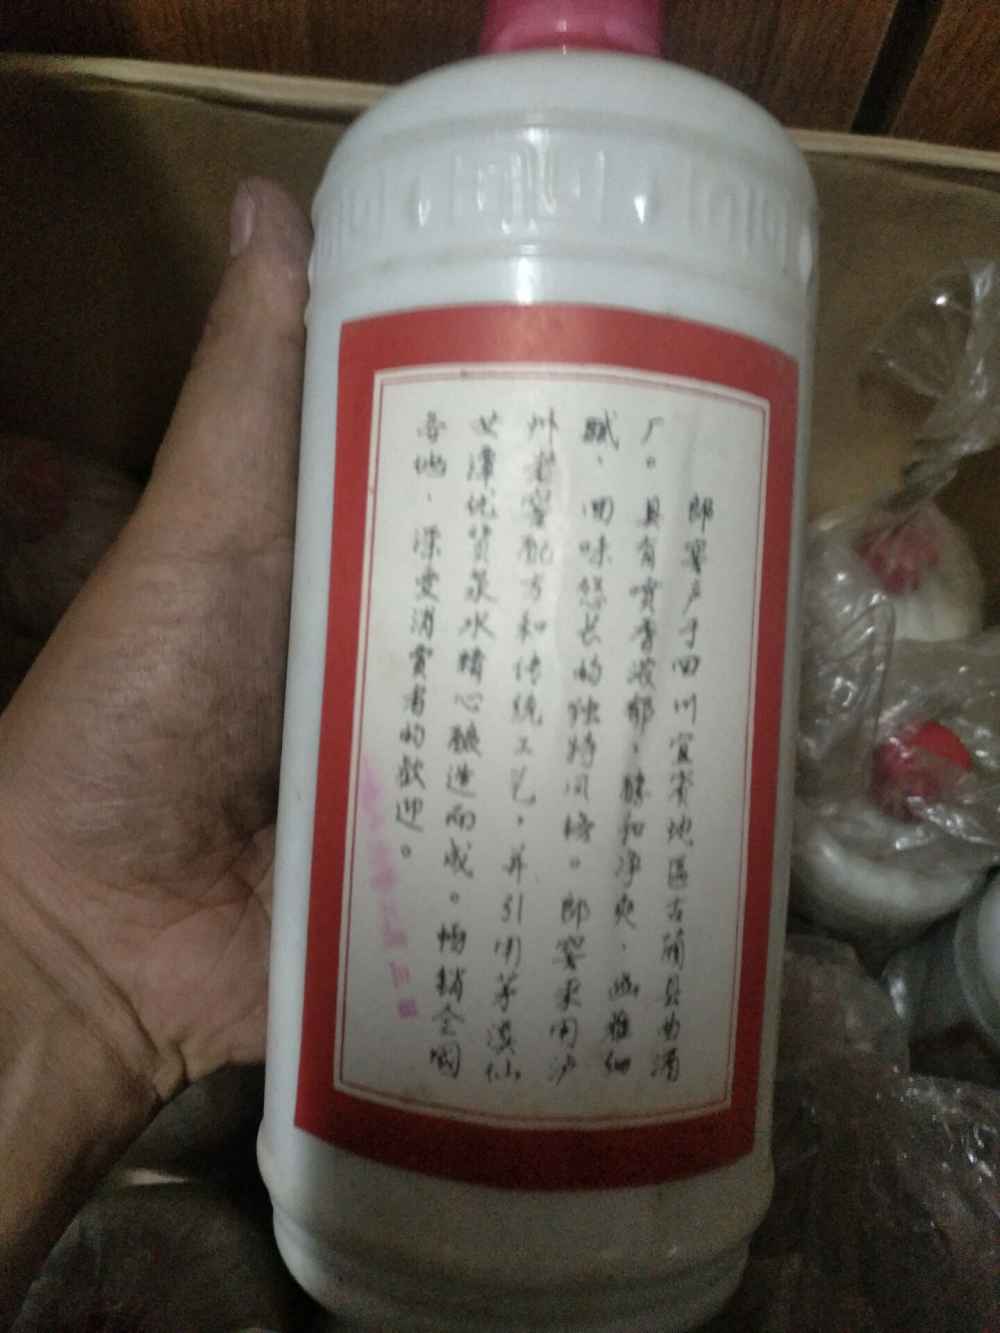 郎窖产于四川宜宾地区古蔺县曲酒
厂。具有喷香浓郁、醇和净爽、幽雅细
腻、回味悠长的独特风格。郎窖采用泸
州老窖配方和传统工艺，并引用茅溪仙
女潭优质泉水精心酿造而成。畅销全国
各地、深受消费者的欢迎。